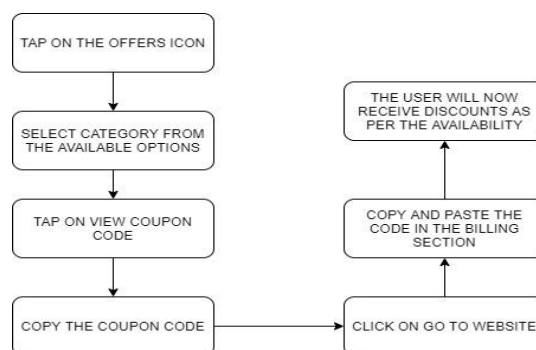 TAP ON THE OFFERS ICON
SELECT CATEGORY FROM
THE AVAILABLE OPTIONS
TAP ON VIEW COUPON
CODE
COPY THE COUPON CODE
CLICK ON GO TO WEBSITE
COPY AND PASTE THE
CODE IN THE BILLING
SECTION
THE USER WILL NOW
RECEIVE DISCOUNTS AS
PER THE AVAILABILITY